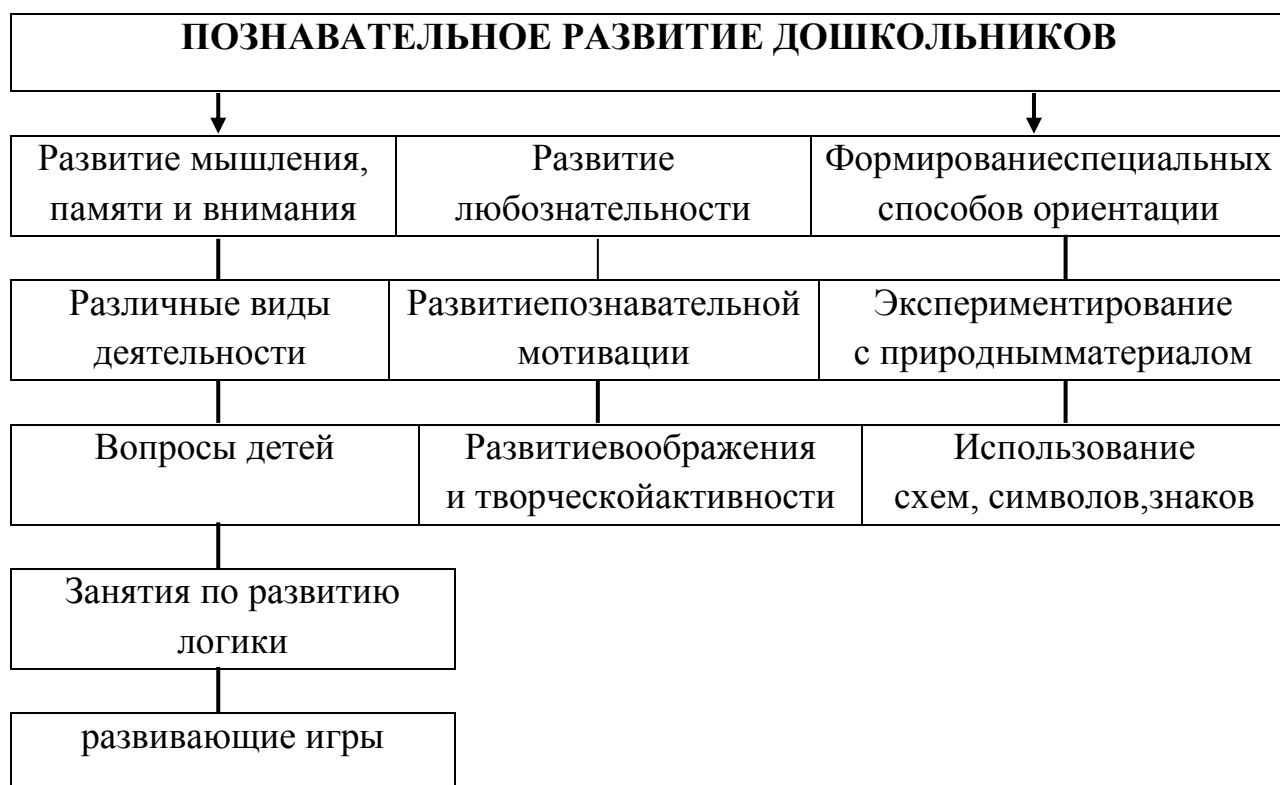 ПОЗНАВАТЕЛЬНОЕ РАЗВИТИЕ ДОШКОЛЬНИКОВ
Развитие мышления,
памяти и внимания
Развитие
любознательности
Формированиеспециальных
способов ориентации
Различные виды
деятельности
Развитиепознавательной
мотивации
Экспериментирование
с природнымматериалом
Вопросы детей
Развитиевоображения
и творческойактивности
Использование
схем, символов,знаков
Занятия по развитию
логики
развивающие игры